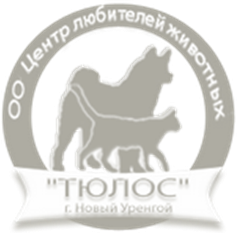 ОО Центр любителей животных
"ТЮЛОС"
г. Новый Уренгой